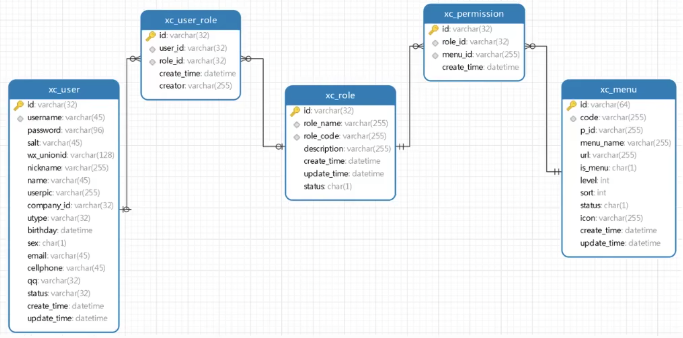 xc_user_role
id: varchar(32)
user_id: varchar(32)
role_id: varchar(32)
create_time: datetime
creator: varchar(255)
xc_permission
id: varchar(32)
role_id: varchar(32)
menu_id: varchar(255)
create_time: datetime
xc_user
id: varchar(32)
username: varchar(45)
password: varchar(96)
salt: varchar(45)
wx_unionid: varchar(128)
nickname: varchar(255)
name: varchar(45)
userpic: varchar(255)
company_id: varchar(32)
utype: varchar(32)
birthday: datetime
sex: char(1)
email: varchar(45)
cellphone: varchar(45)
qq: varchar(32)
status: varchar(32)
create_time: datetime
update_time: datetime
xc_role
id: varchar(32)
role_name: varchar(255)
role_code: varchar(255)
description: varchar(255)
create_time: datetime
update_time: datetime
status: char(1)
xc_menu
id: varchar(64)
code: varchar(255)
p_id: varchar(255)
menu_name: varchar(255)
url: varchar(255)
is_menu: char(1)
level: int
sort: int
status: char(1)
icon: varchar(255)
create_time: datetime
update_time: datetime